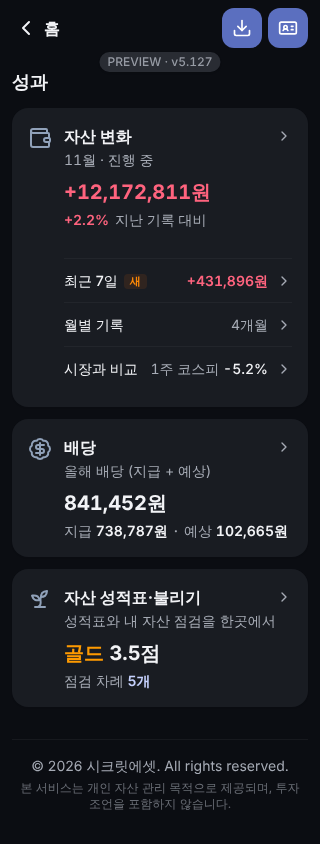 홈
PREVIEW · v5.127
성과
자산 변화
11월 · 진행 중
+12,172,811원
+2.2% 지난 기록 대비
최근 7일 새 +431,896원
월별 기록 4개월
시장과 비교 1주 코스피 -5.2%
배당
올해 배당 (지급 + 예상)
841,452원
지급 738,787원 · 예상 102,665원
자산 성적표·불리기
성적표와 내 자산 점검을 한곳에서
골드 3.5점
점검 차례 5개
© 2026 시크릿에셋. All rights reserved.
본 서비스는 개인 자산 관리 목적으로 제공되며, 투자
조언을 포함하지 않습니다.